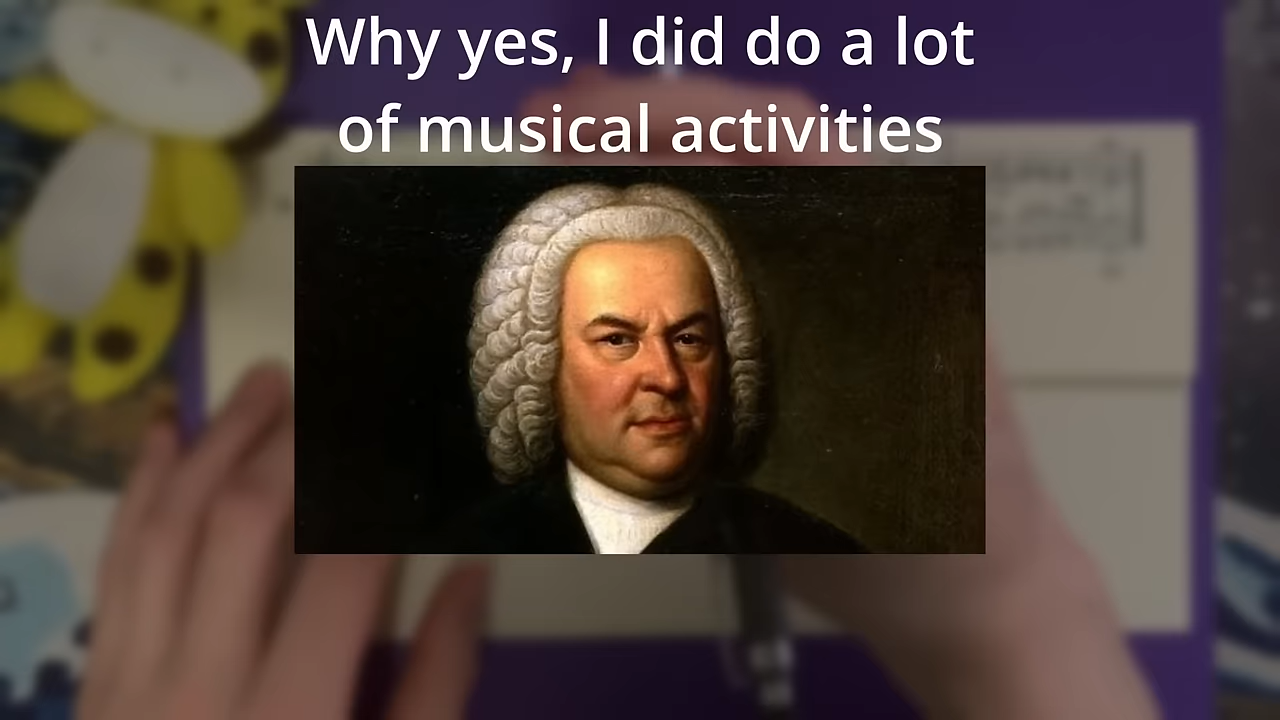 Why yes, I did do a lot
of musical activities